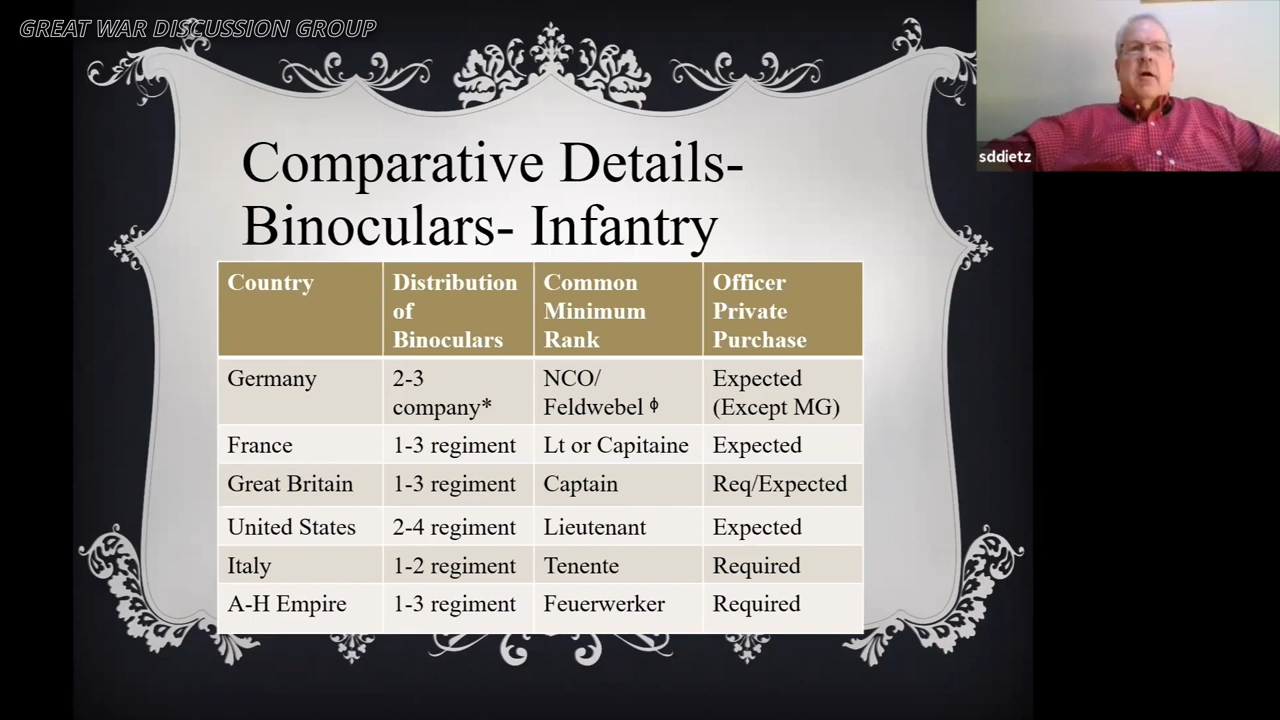 GREAT WAR DISCUSSION GROUP
sddietz
Comparative Details-
Binoculars- Infantry
Country
Distribution
of
Binoculars
Common
Minimum
Rank
Officer
Private
Purchase
Germany
2-3
company*
NCO/
Feldwebel ϕ
Expected
(Except MG)
France
1-3 regiment
Lt or Capitaine
Expected
Great Britain
1-3 regiment
Captain
Req/Expected
United States
2-4 regiment
Lieutenant
Expected
Italy
1-2 regiment
Tenente
Required
A-H Empire
1-3 regiment
Feuerwerker
Required